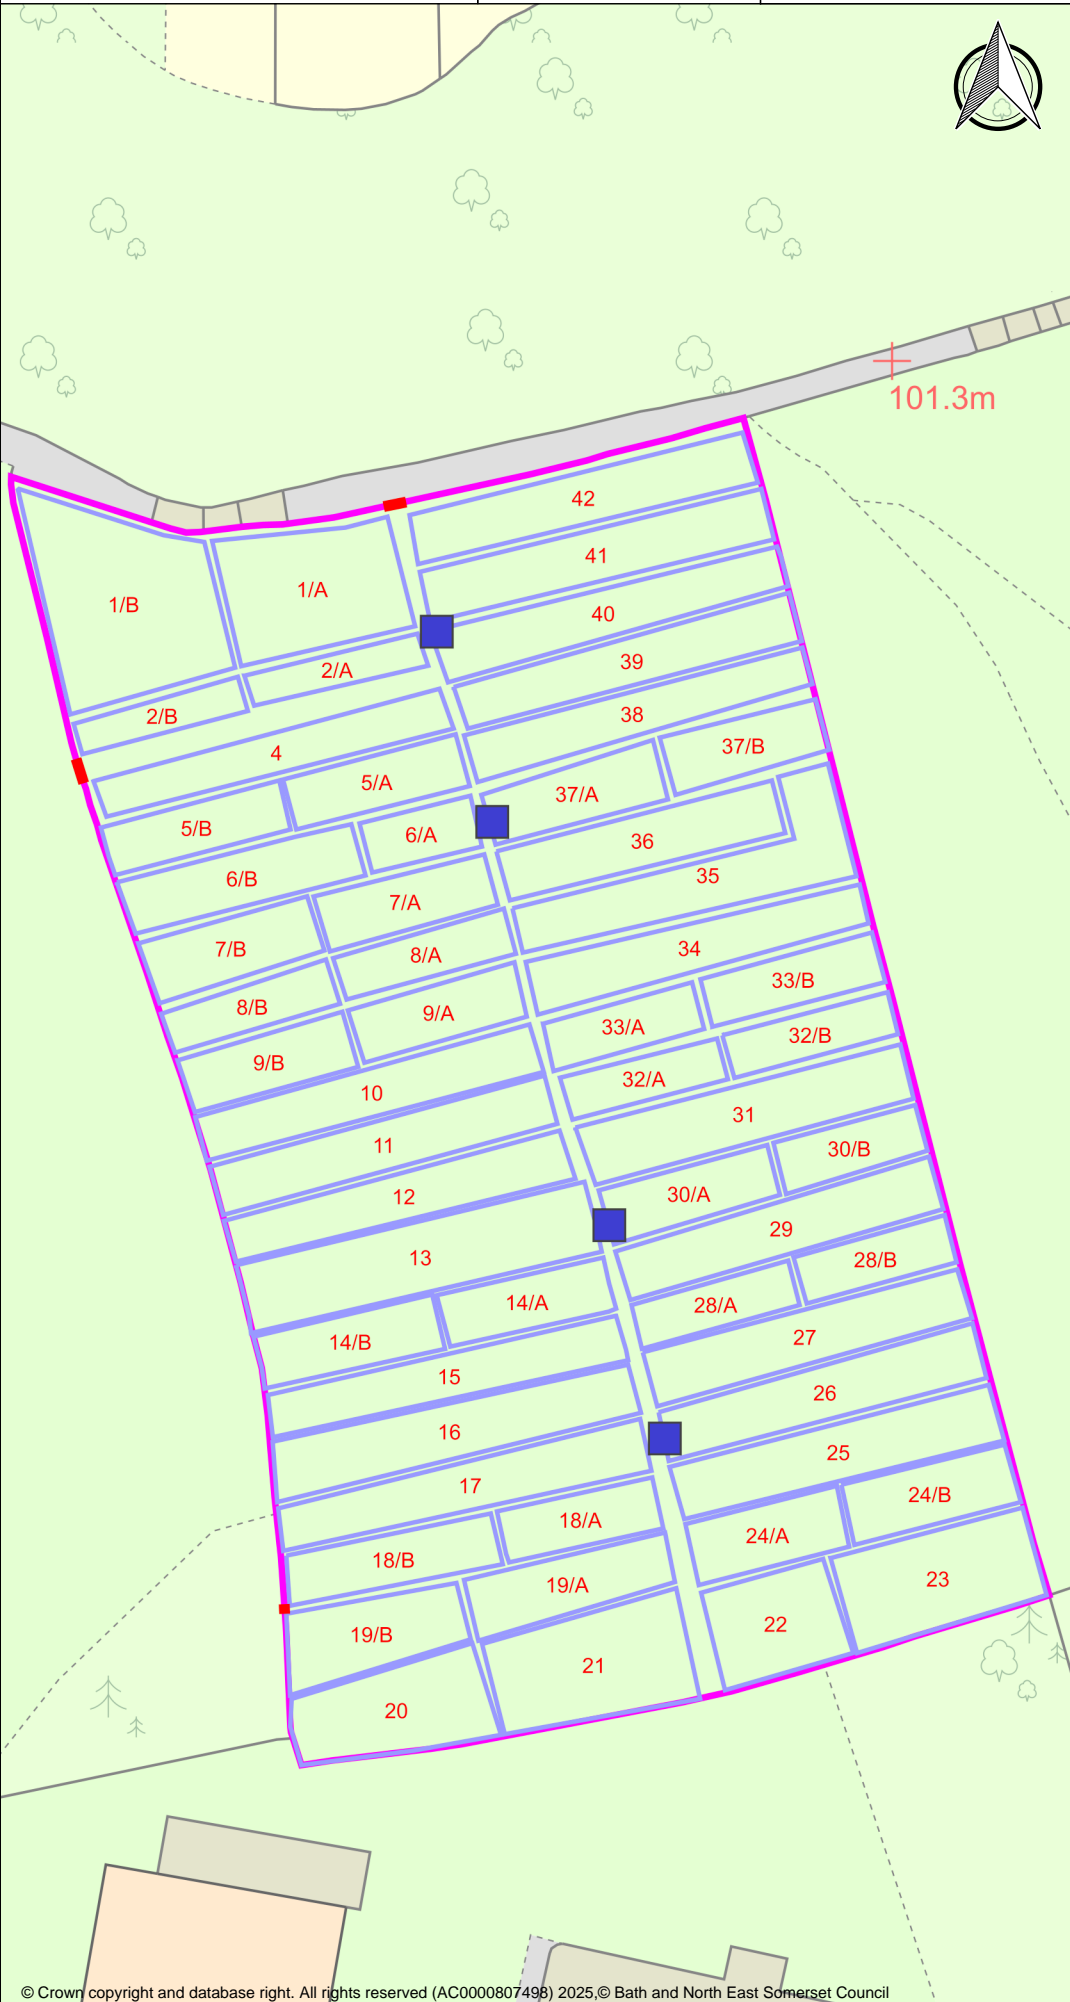 101.3m
42
41
1/B
1/A
40
39
2/A
2/B
38
37/B
4
5/A
37/A
5/B
6/A
36
6/B
35
7/A
7/B
34
8/A
33/B
8/B
9/A
33/A
32/B
9/B
32/A
10
31
11
30/B
12
30/A
29
13
28/B
14/A
28/A
14/B
27
15
26
16
25
17
24/B
18/A
24/A
18/B
23
19/A
22
19/B
21
20
© Crown copyright and database right. All rights reserved (AC0000807498) 2025,© Bath and North East Somerset Council